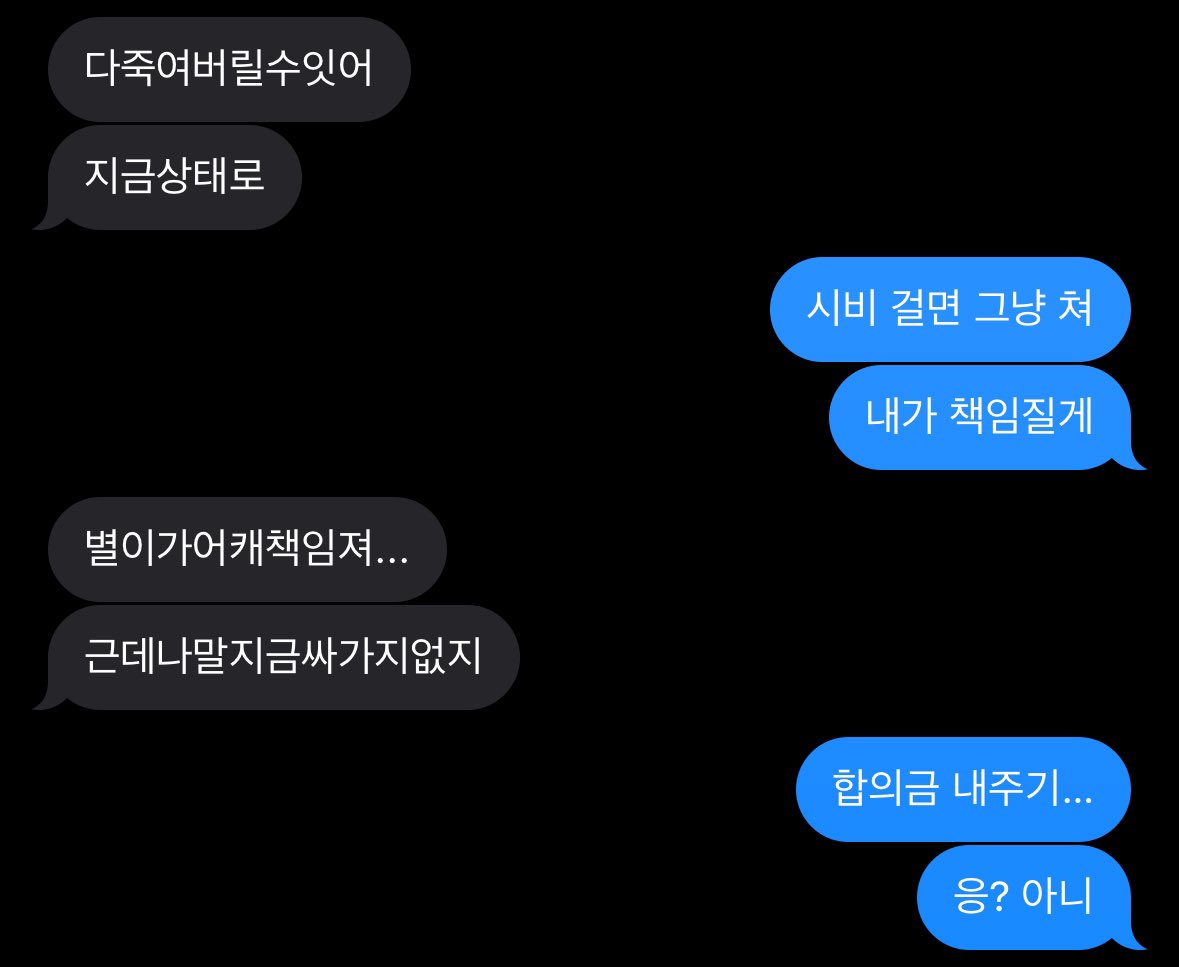 다죽여버릴수잇어
지금상태로
시비 걸면 그냥 쳐
내가 책임질게
별이가어캐책임져...
근데나말지금싸가지없지
합의금 내주기...
응? 아니